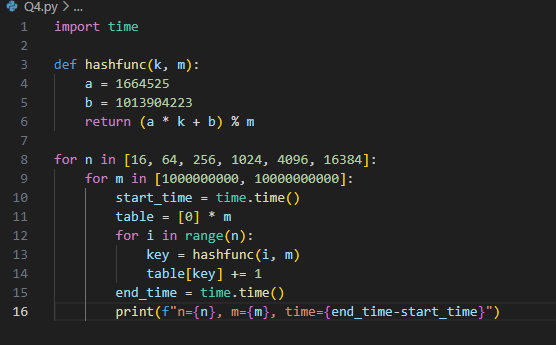 Q4.py > ...
1 import time
2
3 def hashfunc(k, m):
4     a = 1664525
5     b = 1013904223
6     return (a * k + b) % m
7
8 for n in [16, 64, 256, 1024, 4096, 16384]:
9     for m in [1000000000, 10000000000]:
10         start_time = time.time()
11         table = [0] * m
12         for i in range(n):
13             key = hashfunc(i, m)
14             table[key] += 1
15         end_time = time.time()
16         print(f"n={n}, m={m}, time={end_time-start_time}")